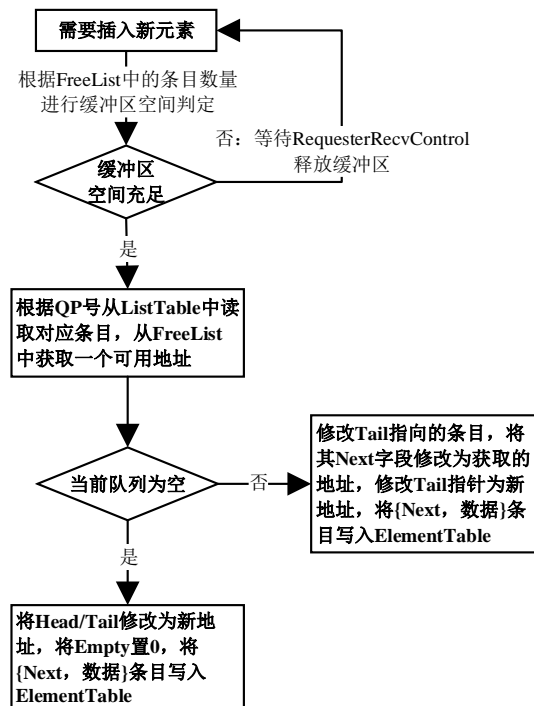 需要插入新元素
根据FreeList中的条目数量
进行缓冲区空间判定
否：等待RequesterRecvControl
释放缓冲区
缓冲区
空间充足
是
根据QP号从ListTable中读
取对应条目，从FreeList
中获取一个可用地址
当前队列为空
否
修改Tail指向的条目，将
其Next字段修改为获取的
地址，修改Tail指针为新
地址，将{Next，数据}条
目写入ElementTable
是
将Head/Tail修改为新地
址，将Empty置0，将
{Next，数据}条目写入
ElementTable